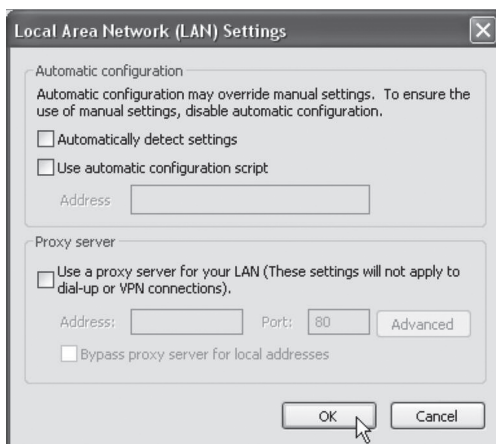 Local Area Network (LAN) Settings
Automatic configuration
Automatic configuration may override manual settings. To ensure the
use of manual settings, disable automatic configuration.
Automatically detect settings
Use automatic configuration script
Address
Proxy server
Use a proxy server for your LAN (These settings will not apply to
dial-up or VPN connections).
Address:
Port: 80
Advanced
Bypass proxy server for local addresses
OK
Cancel